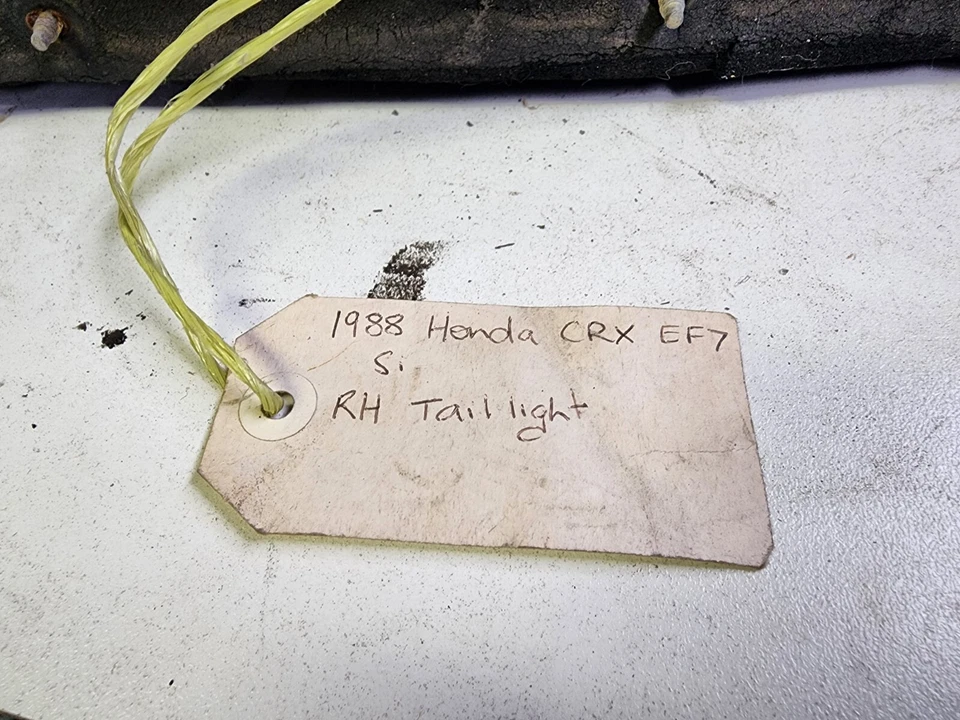 1988 Honda CRX EF7
Si
RH Taillight